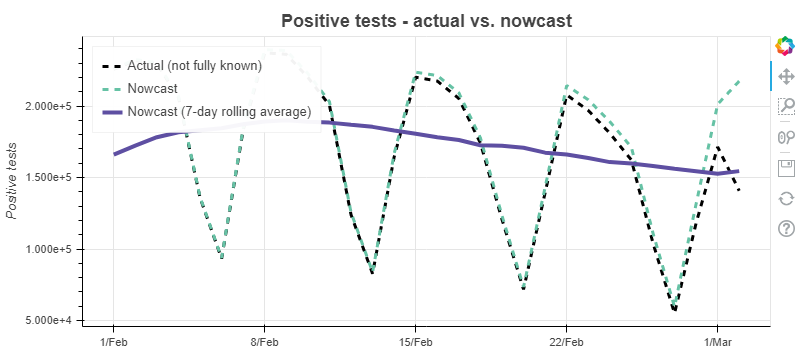 Positive tests - actual vs. nowcast
Actual (not fully known)
Nowcast
Nowcast (7-day rolling average)
Positive tests
2.000e+5
1.500e+5
1.000e+5
5.000e+4
1/Feb
8/Feb
15/Feb
22/Feb
1/Mar